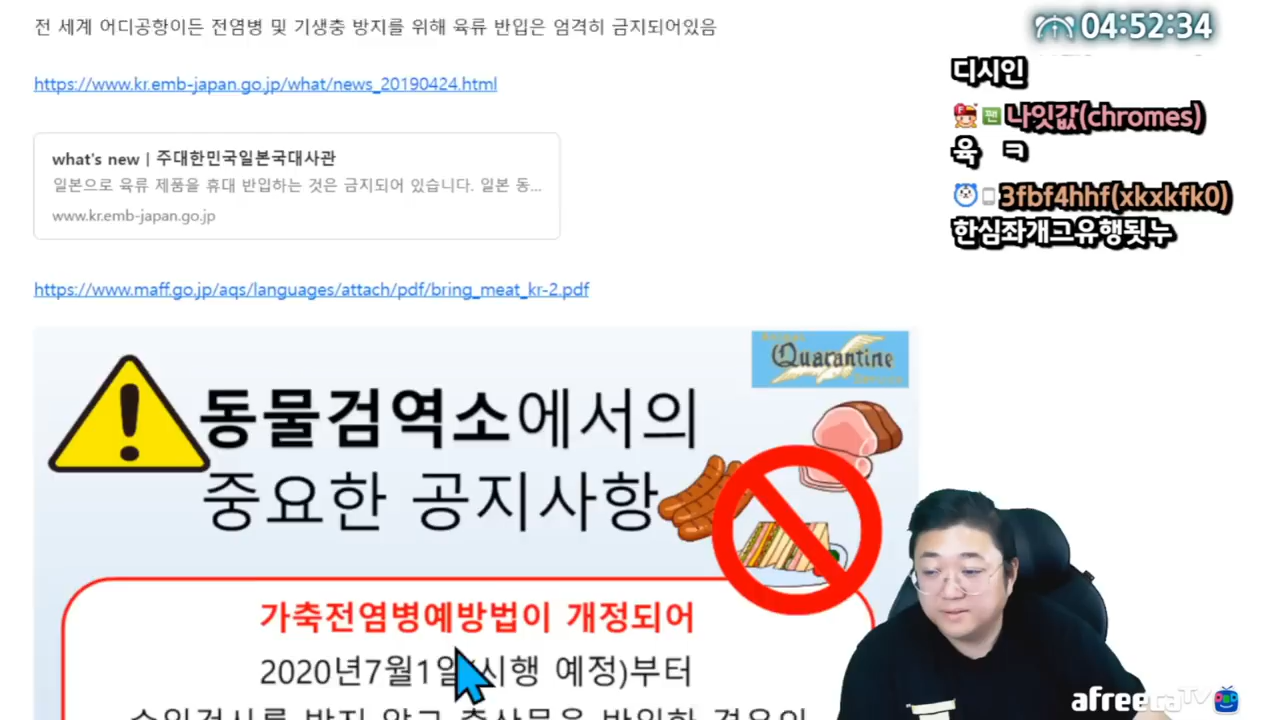 전 세계 어디공항이든 전염병 및 기생충 방지를 위해 육류 반입은 엄격히 금지되어있음
https://www.kr.emb-japan.go.jp/what/news_20190424.html
what's new | 주대한민국일본국대사관
일본으로 육류 제품을 휴대 반입하는 것은 금지되어 있습니다. 일본 동...
www.kr.emb-japan.go.jp
https://www.maff.go.jp/aqs/languages/attach/pdf/bring_meat_kr-2.pdf
Quarantine
동물검역소에서의
중요한 공지사항
가축전염병예방법이 개정되어
2020년7월1일(시행 예정)부터
04:52:34
디시인
나잇값(chromes)
육 ㅋ
3fbf4hhf(xkxkfk0)
한심좌개그유행됫누
afreecaTV